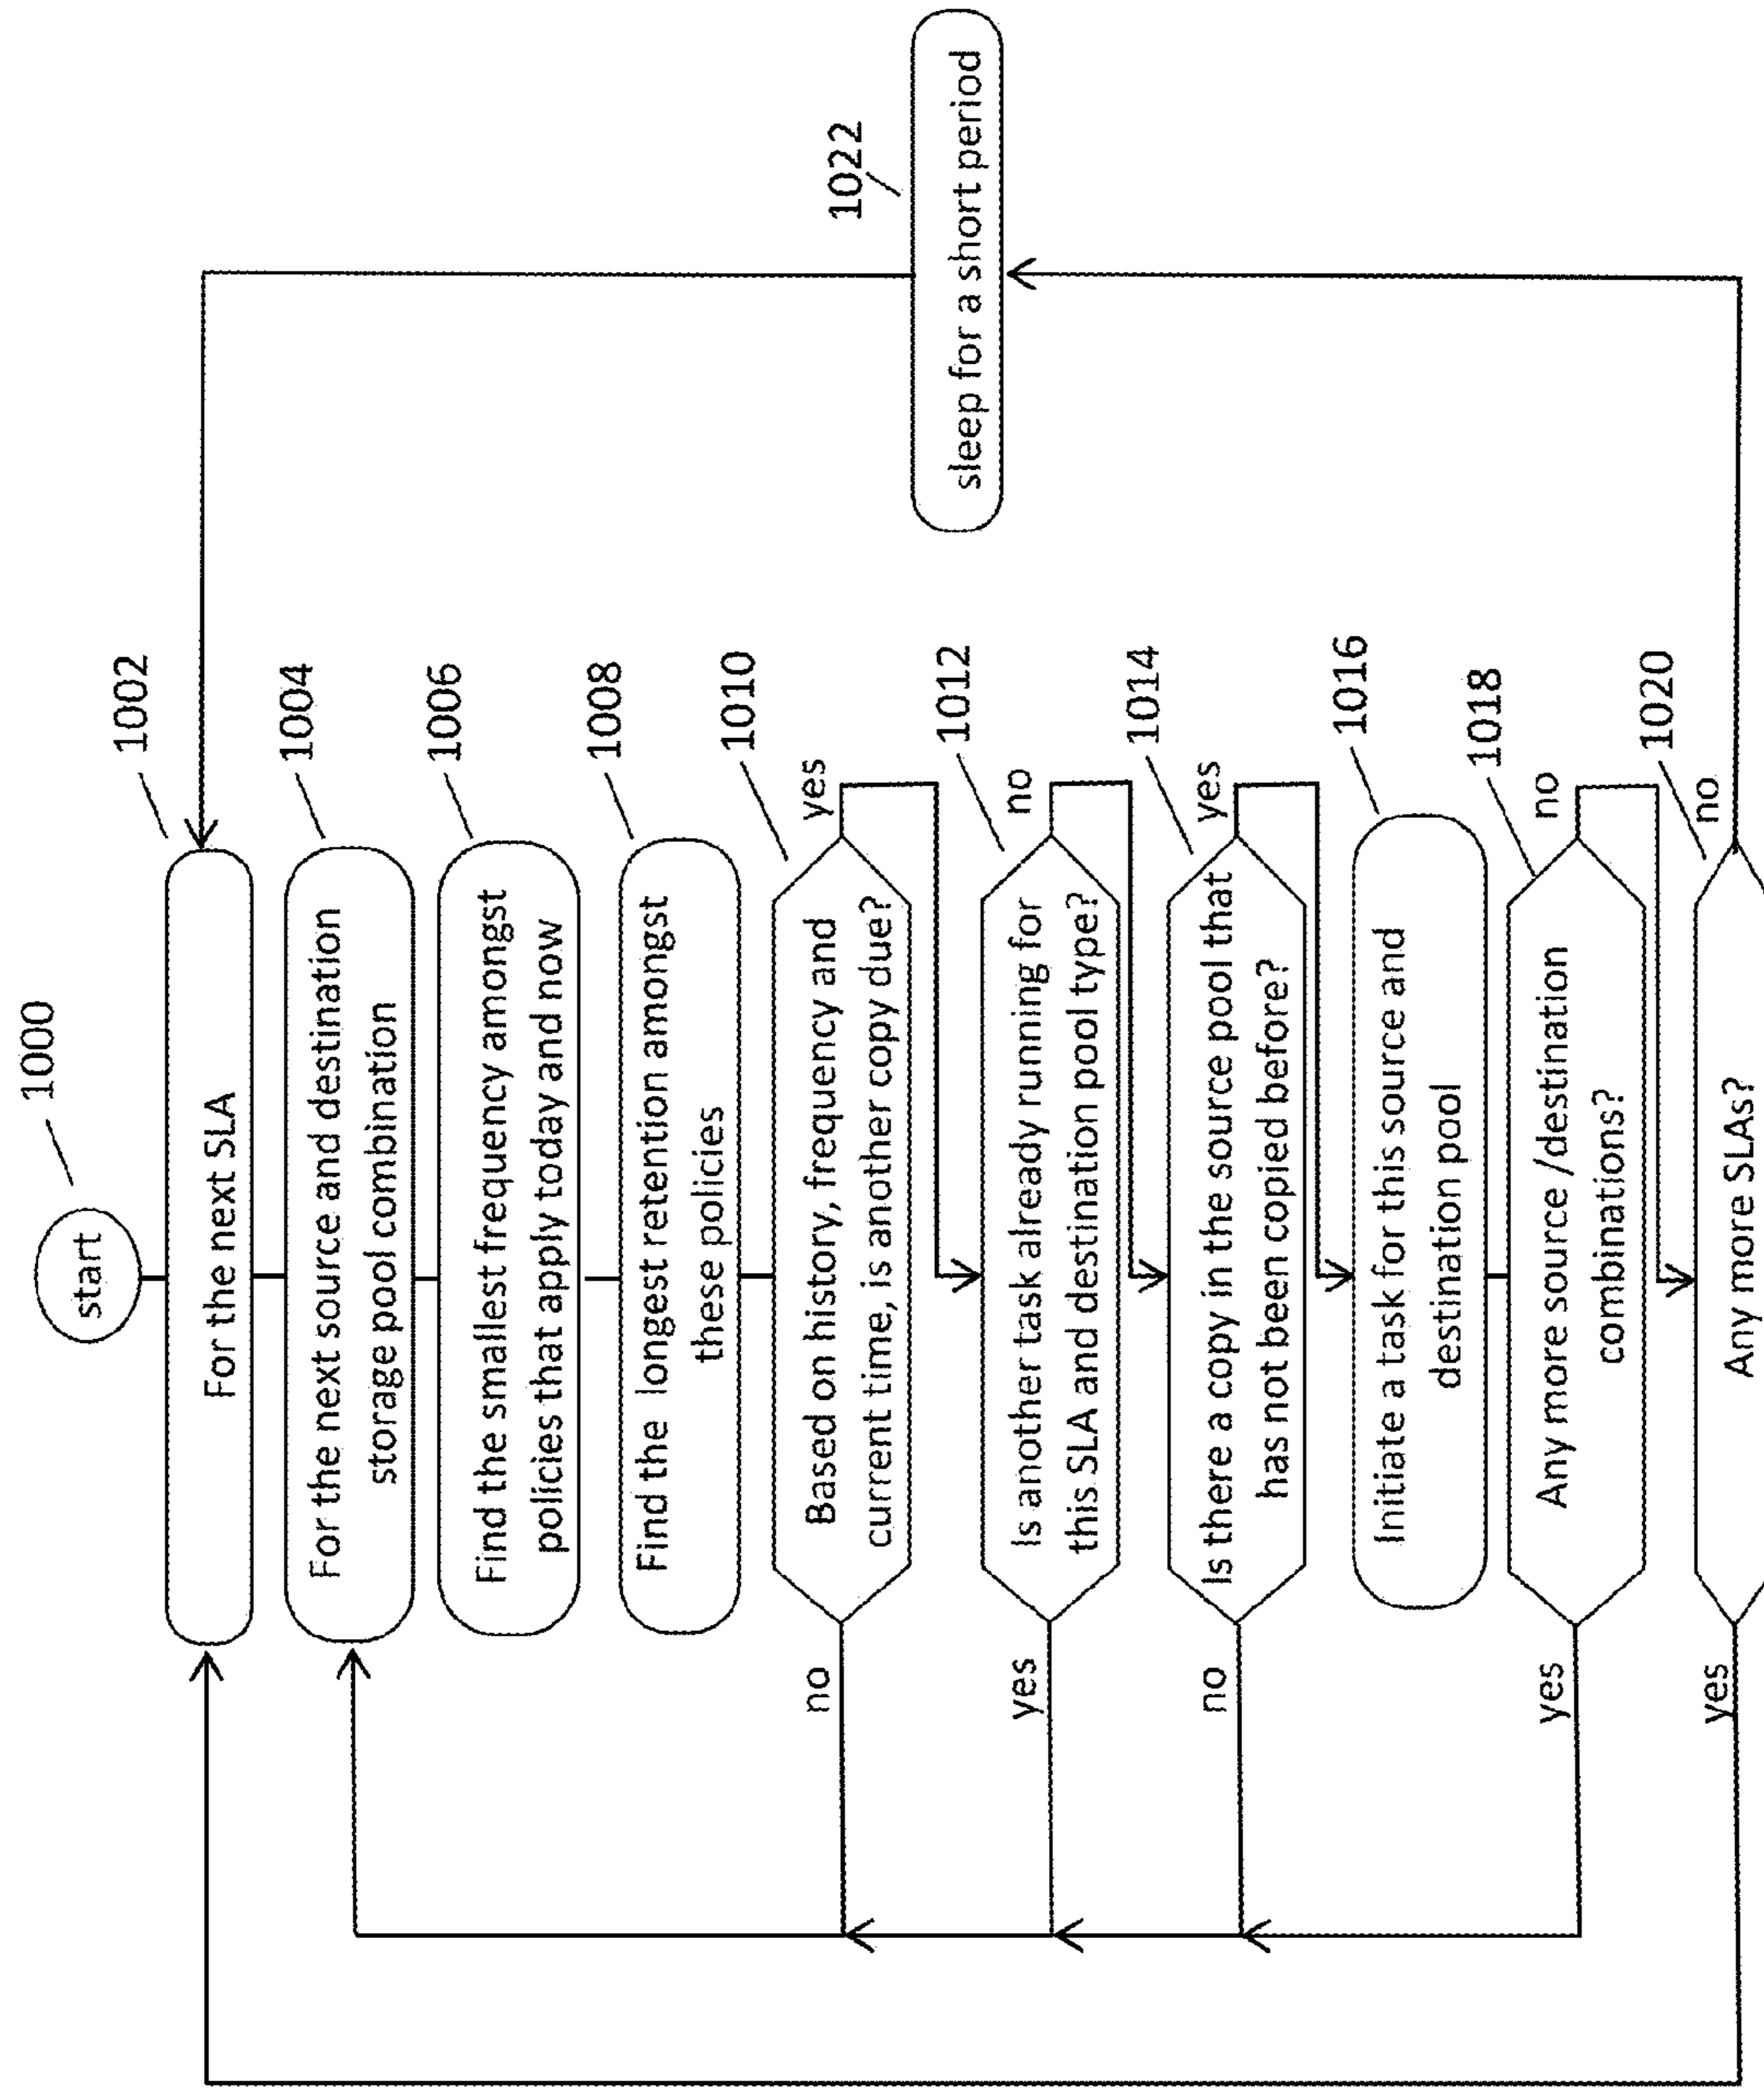 1000
start
1002
For the next SLA
1004
For the next source and destination
storage pool combination
1006
Find the smallest frequency amongst
policies that apply today and now
1008
Find the longest retention amongst
these policies
1010
Based on history, frequency and
current time, is another copy due?
no
yes
1012
Is another task already running for
this SLA and destination pool type?
yes
no
1014
Is there a copy in the source pool that
has not been copied before?
no
yes
1016
Initiate a task for this source and
destination pool
1018
Any more source /destination
combinations?
yes
no
1020
Any more SLAs?
yes
no
1022
sleep for a short period